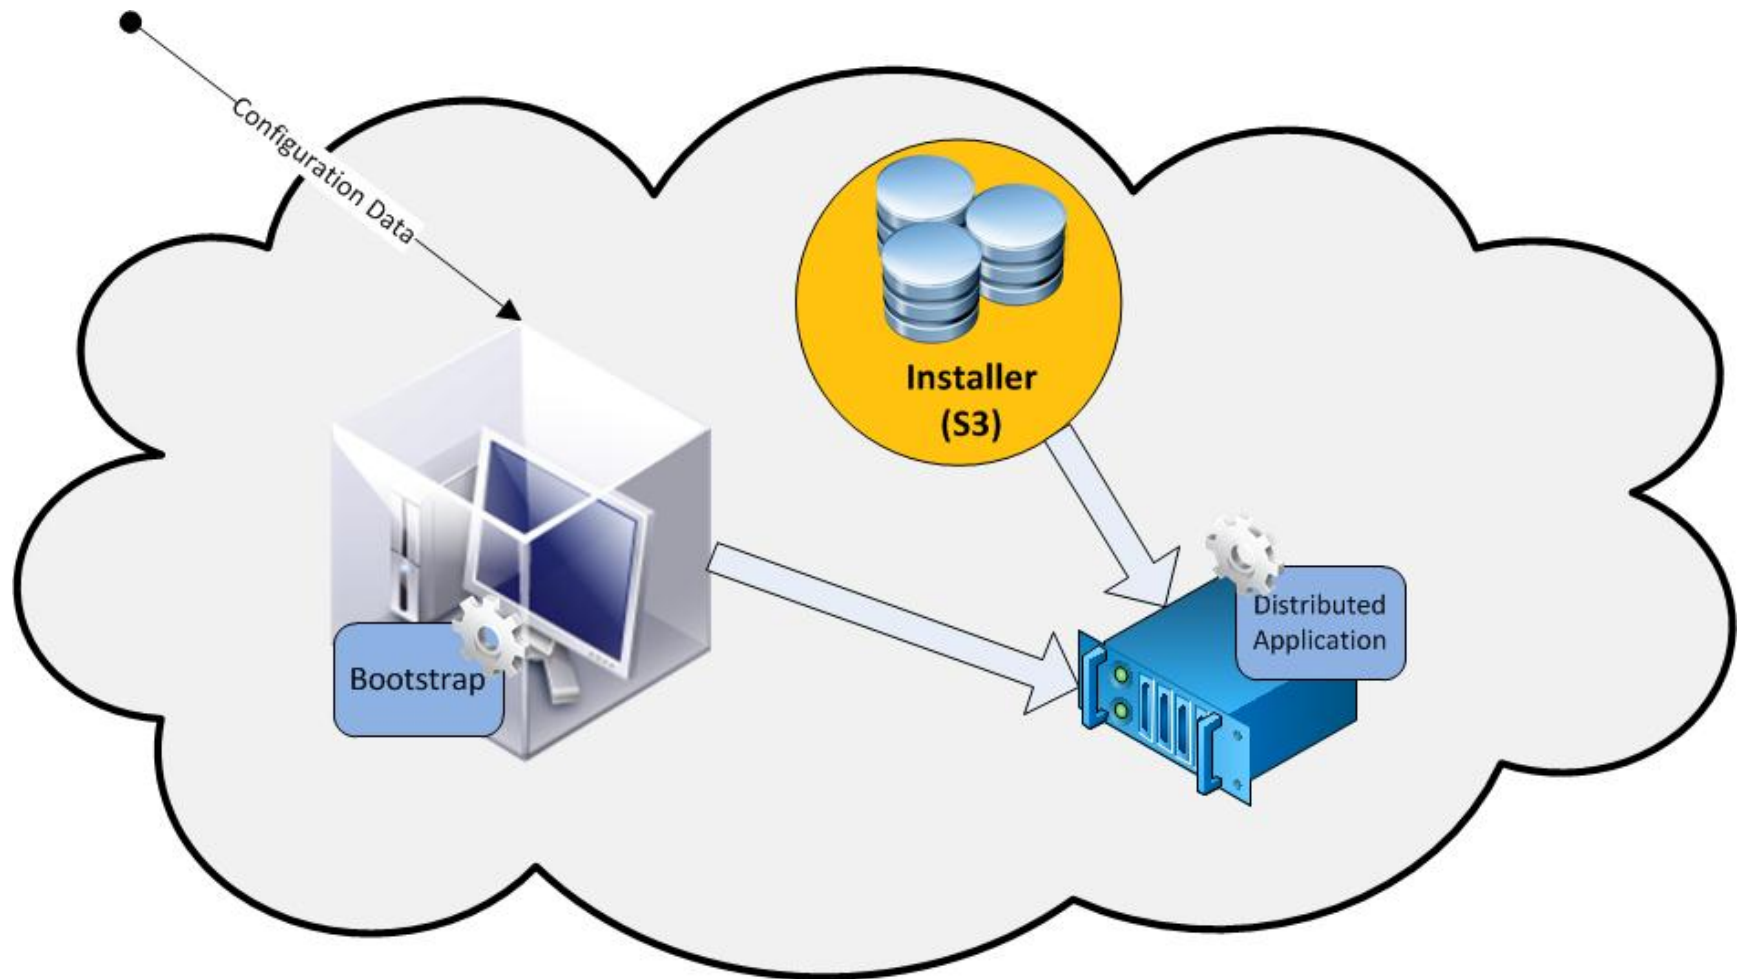 Configuration Data
Installer
(S3)
Distributed
Application
Bootstrap